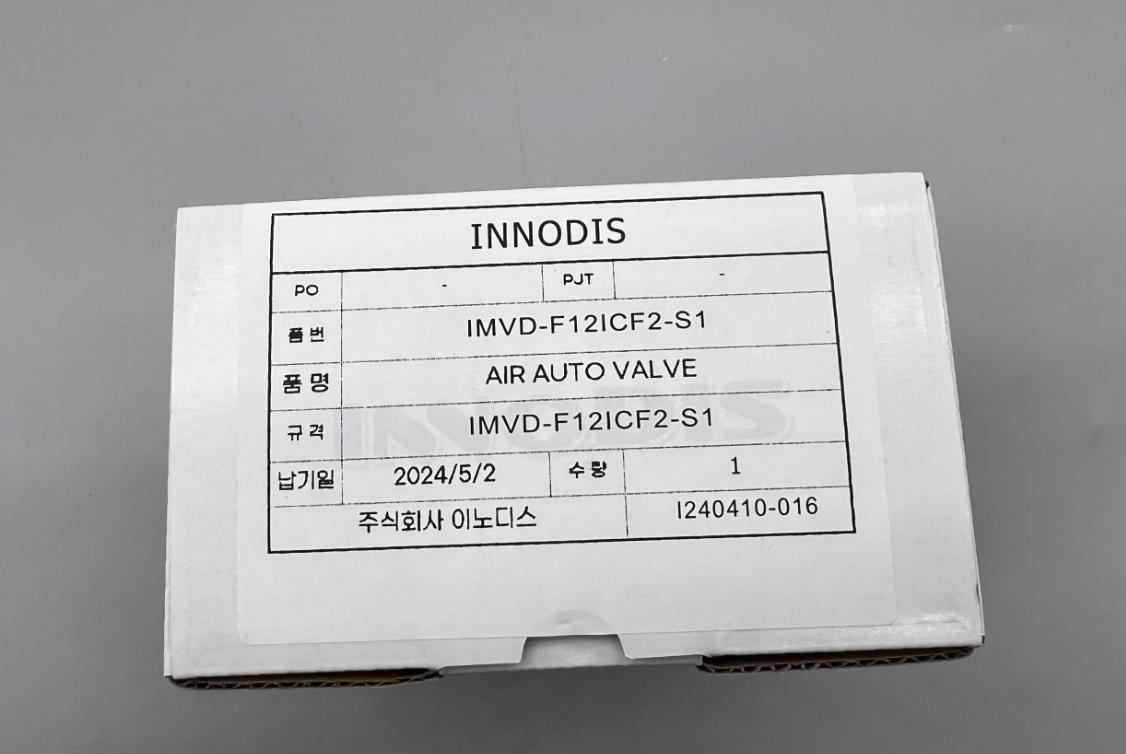 INNODIS
PO - PJT -
품번 IMVD-F12ICF2-S1
품명 AIR AUTO VALVE
규격 IMVD-F12ICF2-S1
납기일 2024/5/2 수량 1
주식회사 이노디스 I240410-016
INNODIS